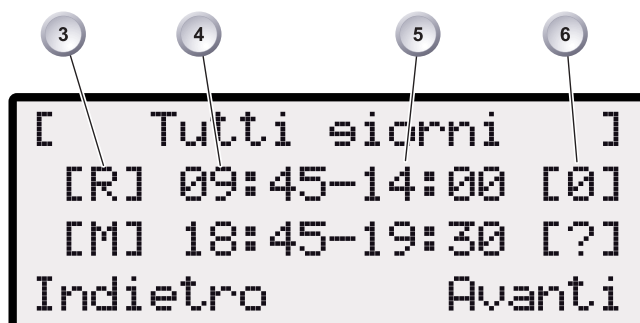 3 4 5 6
[ Tutti giorni ]
[R] 09:45-14:00 [0]
[M] 18:45-19:30 [?]
Indietro Avanti